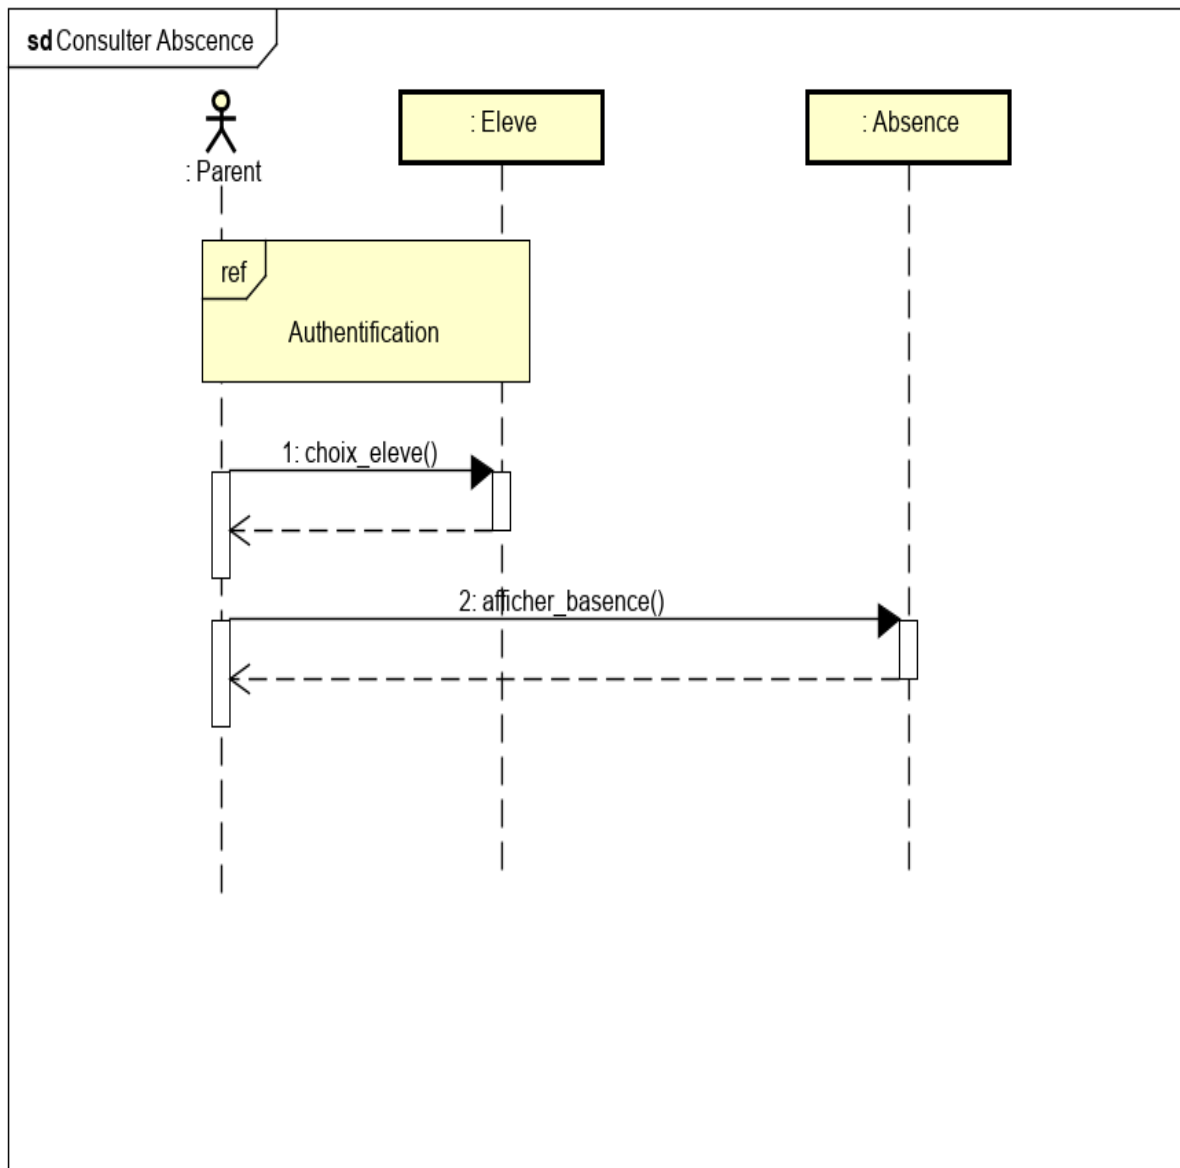 sd Consulter Abscence
: Parent
: Eleve
: Absence
ref
Authentification
1: choix_eleve()
2: afficher_basence()